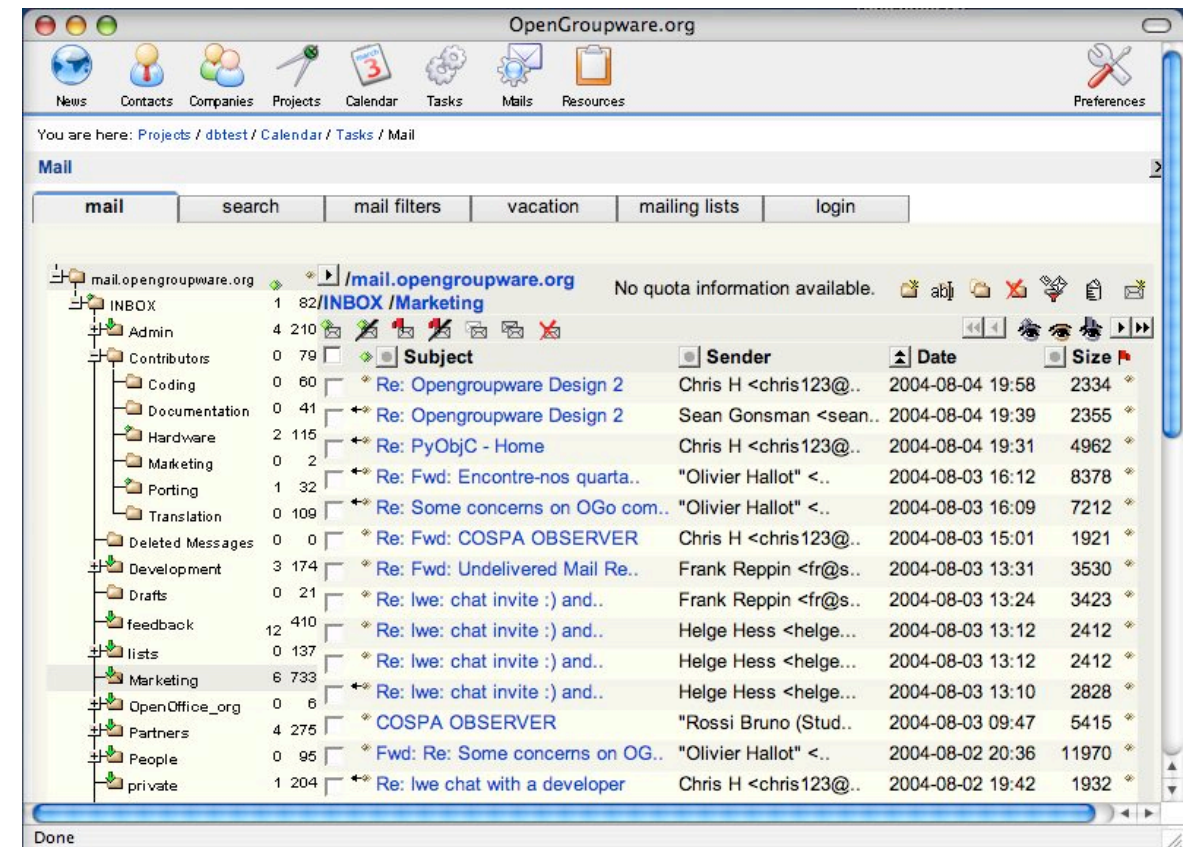 OpenGroupware.org
News Contacts Companies Projects Calendar Tasks Mails Resources Preferences
You are here: Projects / dbtest / Calendar / Tasks / Mail
Mail
mail search mail filters vacation mailing lists login
mail.opengroupware.org
INBOX 1 82
Admin 4 210
Contributors 0 79
Coding 0 60
Documentation 0 41
Hardware 2 115
Marketing 0 2
Porting 1 32
Translation 0 109
Deleted Messages 0 0
Development 3 174
Drafts 0 21
feedback 12 410
lists 0 137
Marketing 6 733
OpenOffice_org 0 6
Partners 4 275
People 0 95
private 1 204
/mail.opengroupware.org
/INBOX /Marketing
No quota information available.
Subject Sender Date Size
Re: Opengroupware Design 2 Chris H <chris123@.. 2004-08-04 19:58 2334
Re: Opengroupware Design 2 Sean Gonsman <sean.. 2004-08-04 19:39 2355
Re: PyObjC - Home Chris H <chris123@.. 2004-08-04 19:31 4962
Re: Fwd: Encontre-nos quarta.. "Olivier Hallot" <.. 2004-08-03 16:12 8378
Re: Some concerns on OGo com.. "Olivier Hallot" <.. 2004-08-03 16:09 7212
Re: Fwd: COSPA OBSERVER Chris H <chris123@.. 2004-08-03 15:01 1921
Re: Fwd: Undelivered Mail Re.. Frank Reppin <fr@s.. 2004-08-03 13:31 3530
Re: Iwe: chat invite :) and.. Frank Reppin <fr@s.. 2004-08-03 13:24 3423
Re: Iwe: chat invite :) and.. Helge Hess <helge... 2004-08-03 13:12 2412
Re: Iwe: chat invite :) and.. Helge Hess <helge... 2004-08-03 13:12 2412
Re: Iwe: chat invite :) and.. Helge Hess <helge... 2004-08-03 13:10 2828
COSPA OBSERVER "Rossi Bruno (Stud.. 2004-08-03 09:47 5415
Fwd: Re: Some concerns on OG.. "Olivier Hallot" <.. 2004-08-02 20:36 11970
Re: Iwe chat with a developer Chris H <chris123@.. 2004-08-02 19:42 1932
Done